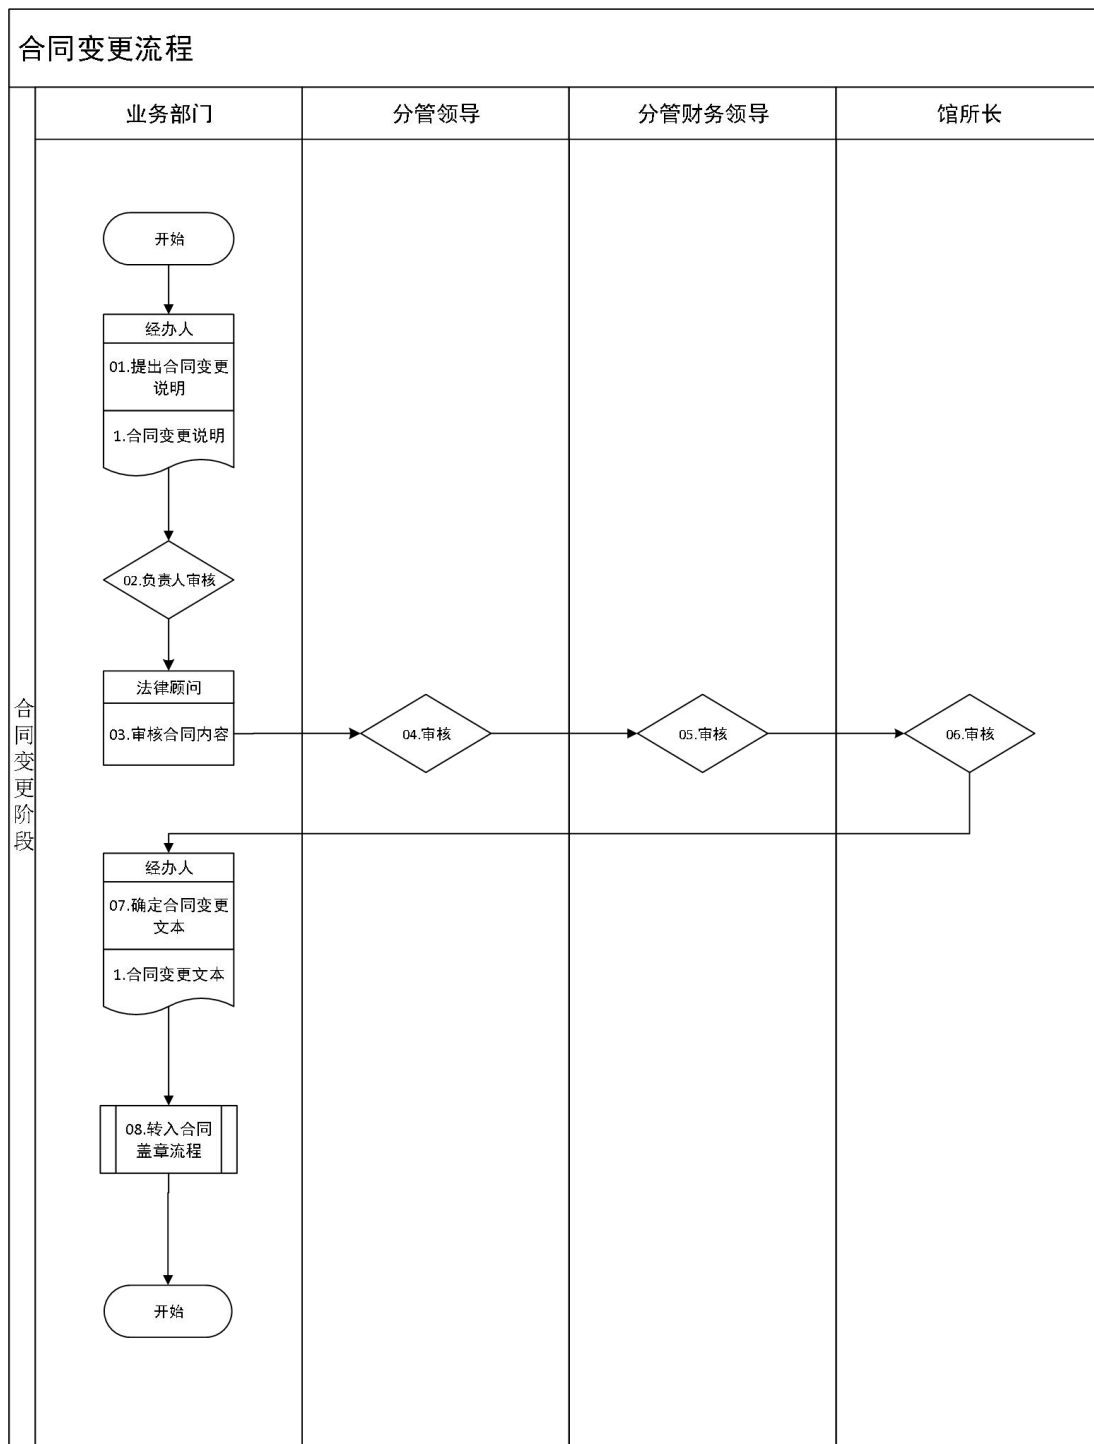 合同变更流程
业务部门
分管领导
分管财务领导
馆所长
合同变更阶段
开始
经办人
01.提出合同变更
说明
1.合同变更说明
02.负责人审核
法律顾问
03.审核合同内容
04.审核
05.审核
06.审核
经办人
07.确定合同变更
文本
1.合同变更文本
08.转入合同
盖章流程
开始